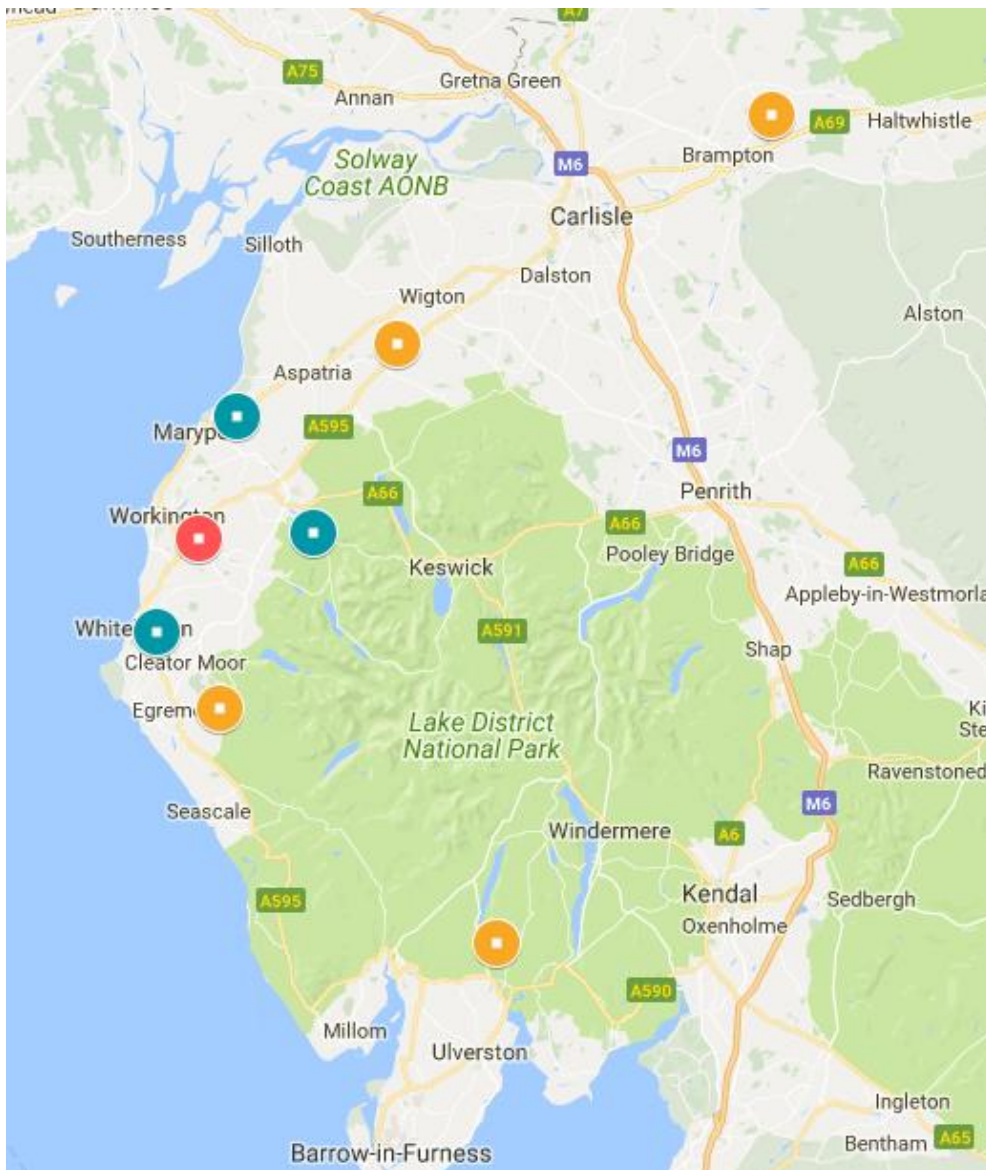 A7
A75
Gretna Green
Annan
A69
Haltwhistle
Brampton
M6
Solway
Coast AONB
Carlisle
Southerness
Silloth
Dalston
Wigton
Alston
Aspatria
A595
M6
A66
Penrith
Workington
A66
Pooley Bridge
Keswick
A66
Appleby-in-Westmorla
A591
Shap
Cleator Moor
Lake District
National Park
Ravenstoned
Seascale
M6
Windermere
A6
Kendal
Sedbergh
A595
Oxenholme
A590
Millom
Ulverston
Ingleton
Bentham
A65
Barrow-in-Furness